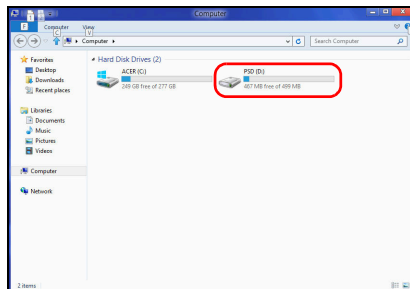 1 2
Computer
F Computer View
C V
Computer
Search Computer
Favorites
Desktop
Downloads
Recent places
Libraries
Documents
Music
Pictures
Videos
Computer
Network
Hard Disk Drives (2)
ACER (C:)
249 GB free of 277 GB
PSD (D:)
467 MB free of 499 MB
2 items